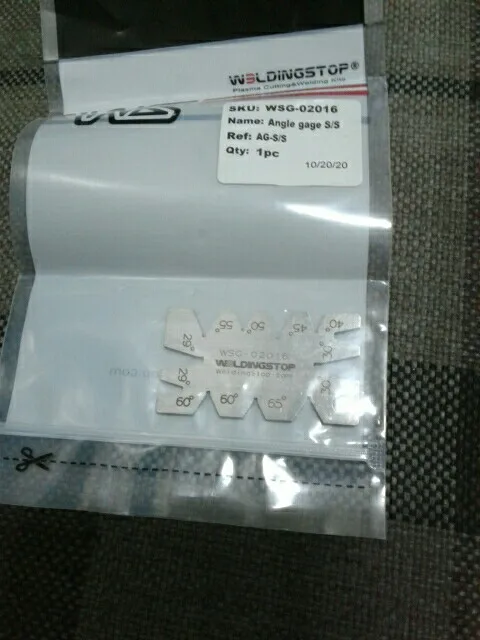 WELDINGSTOP®
Plasma Cutting&Welding Kits
SKU: WSG-02016
Name: Angle gage S/S
Ref: AG-S/S
Qty: 1pc
10/20/20
55° 50° 45° 40°
29° 30°
WSG-02016
WELDINGSTOP
weldingstop.com
29° 30°
60° 60° 65°